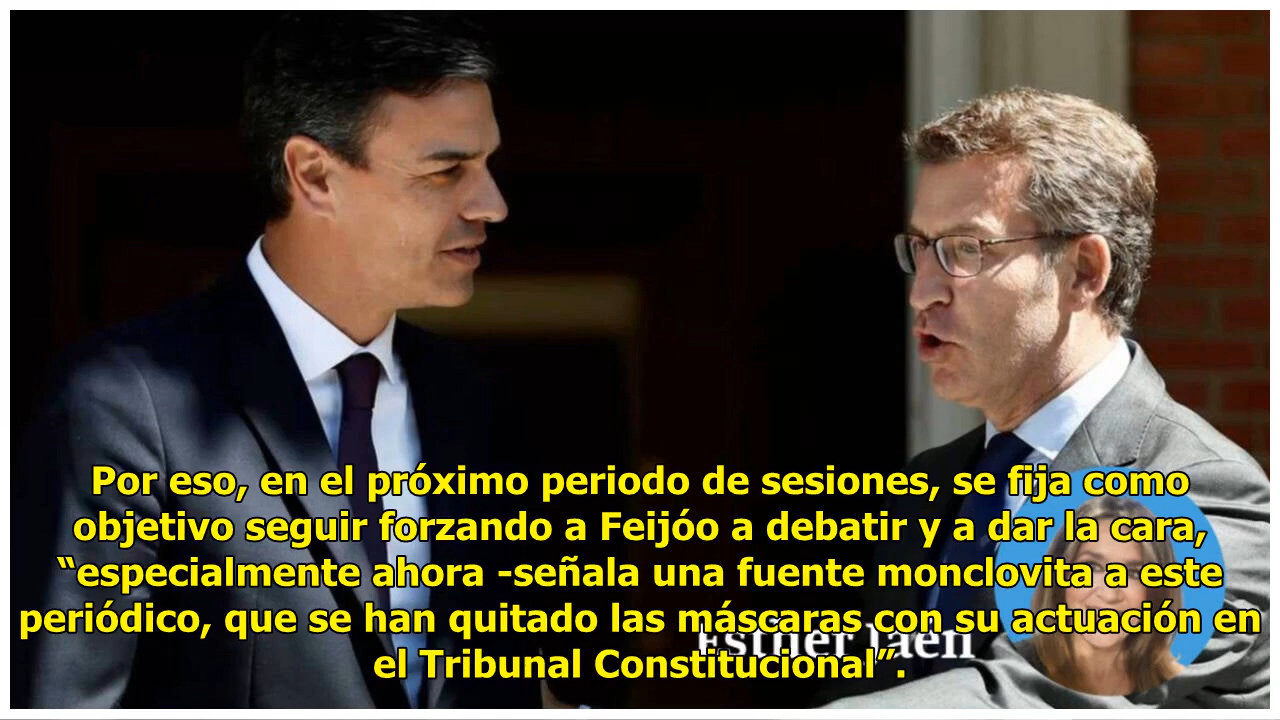 Por eso, en el próximo periodo de sesiones, se fija como
objetivo seguir forzando a Feijóo a debatir y a dar la cara,
“especialmente ahora -señala una fuente monclovita a este
periódico, que se han quitado las máscaras con su actuación en
el Tribunal Constitucional”.
Esther Jaén